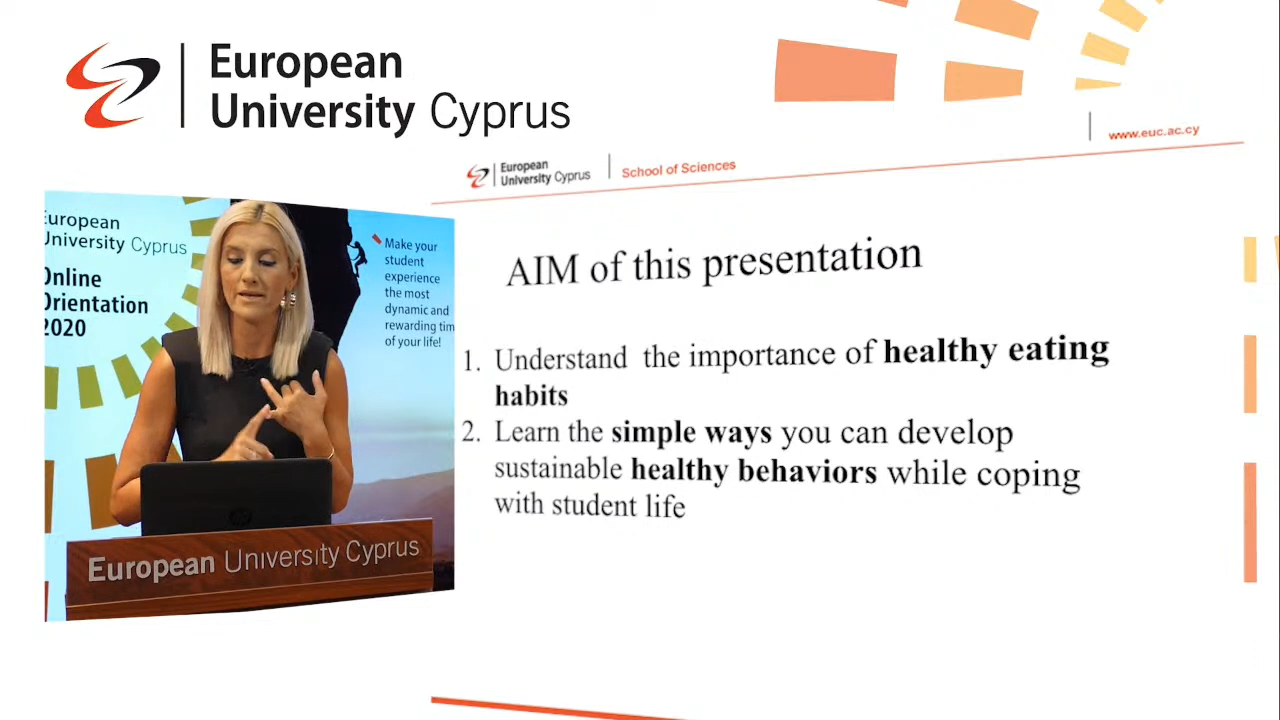 European
University Cyprus
www.euc.ac.cy
European
University Cyprus
School of Sciences
AIM of this presentation
1. Understand the importance of healthy eating
habits
2. Learn the simple ways you can develop
sustainable healthy behaviors while coping
with student life
European
University Cyprus
Online
Orientation
2020
Make your
student
experience
the most
dynamic and
rewarding tim
of your life!
European University Cyprus